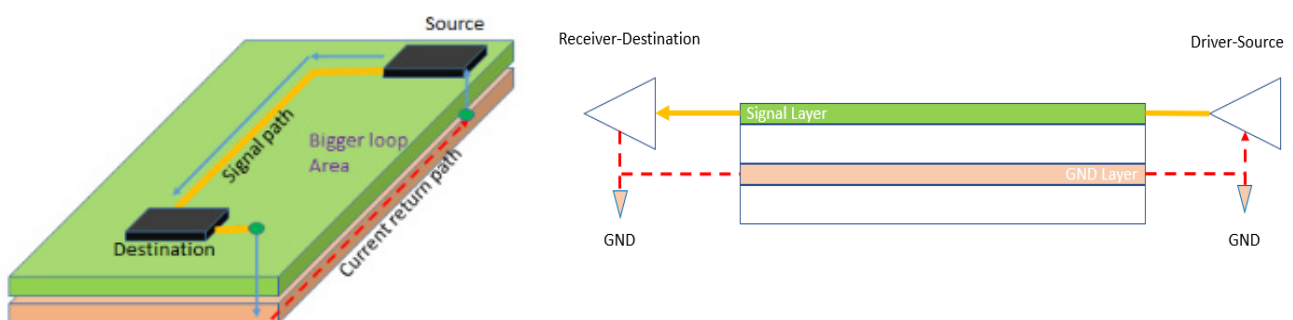 Source
Signal path
Bigger loop
Area
Current return path
Destination
Receiver-Destination
Driver-Source
Signal Layer
GND Layer
GND
GND